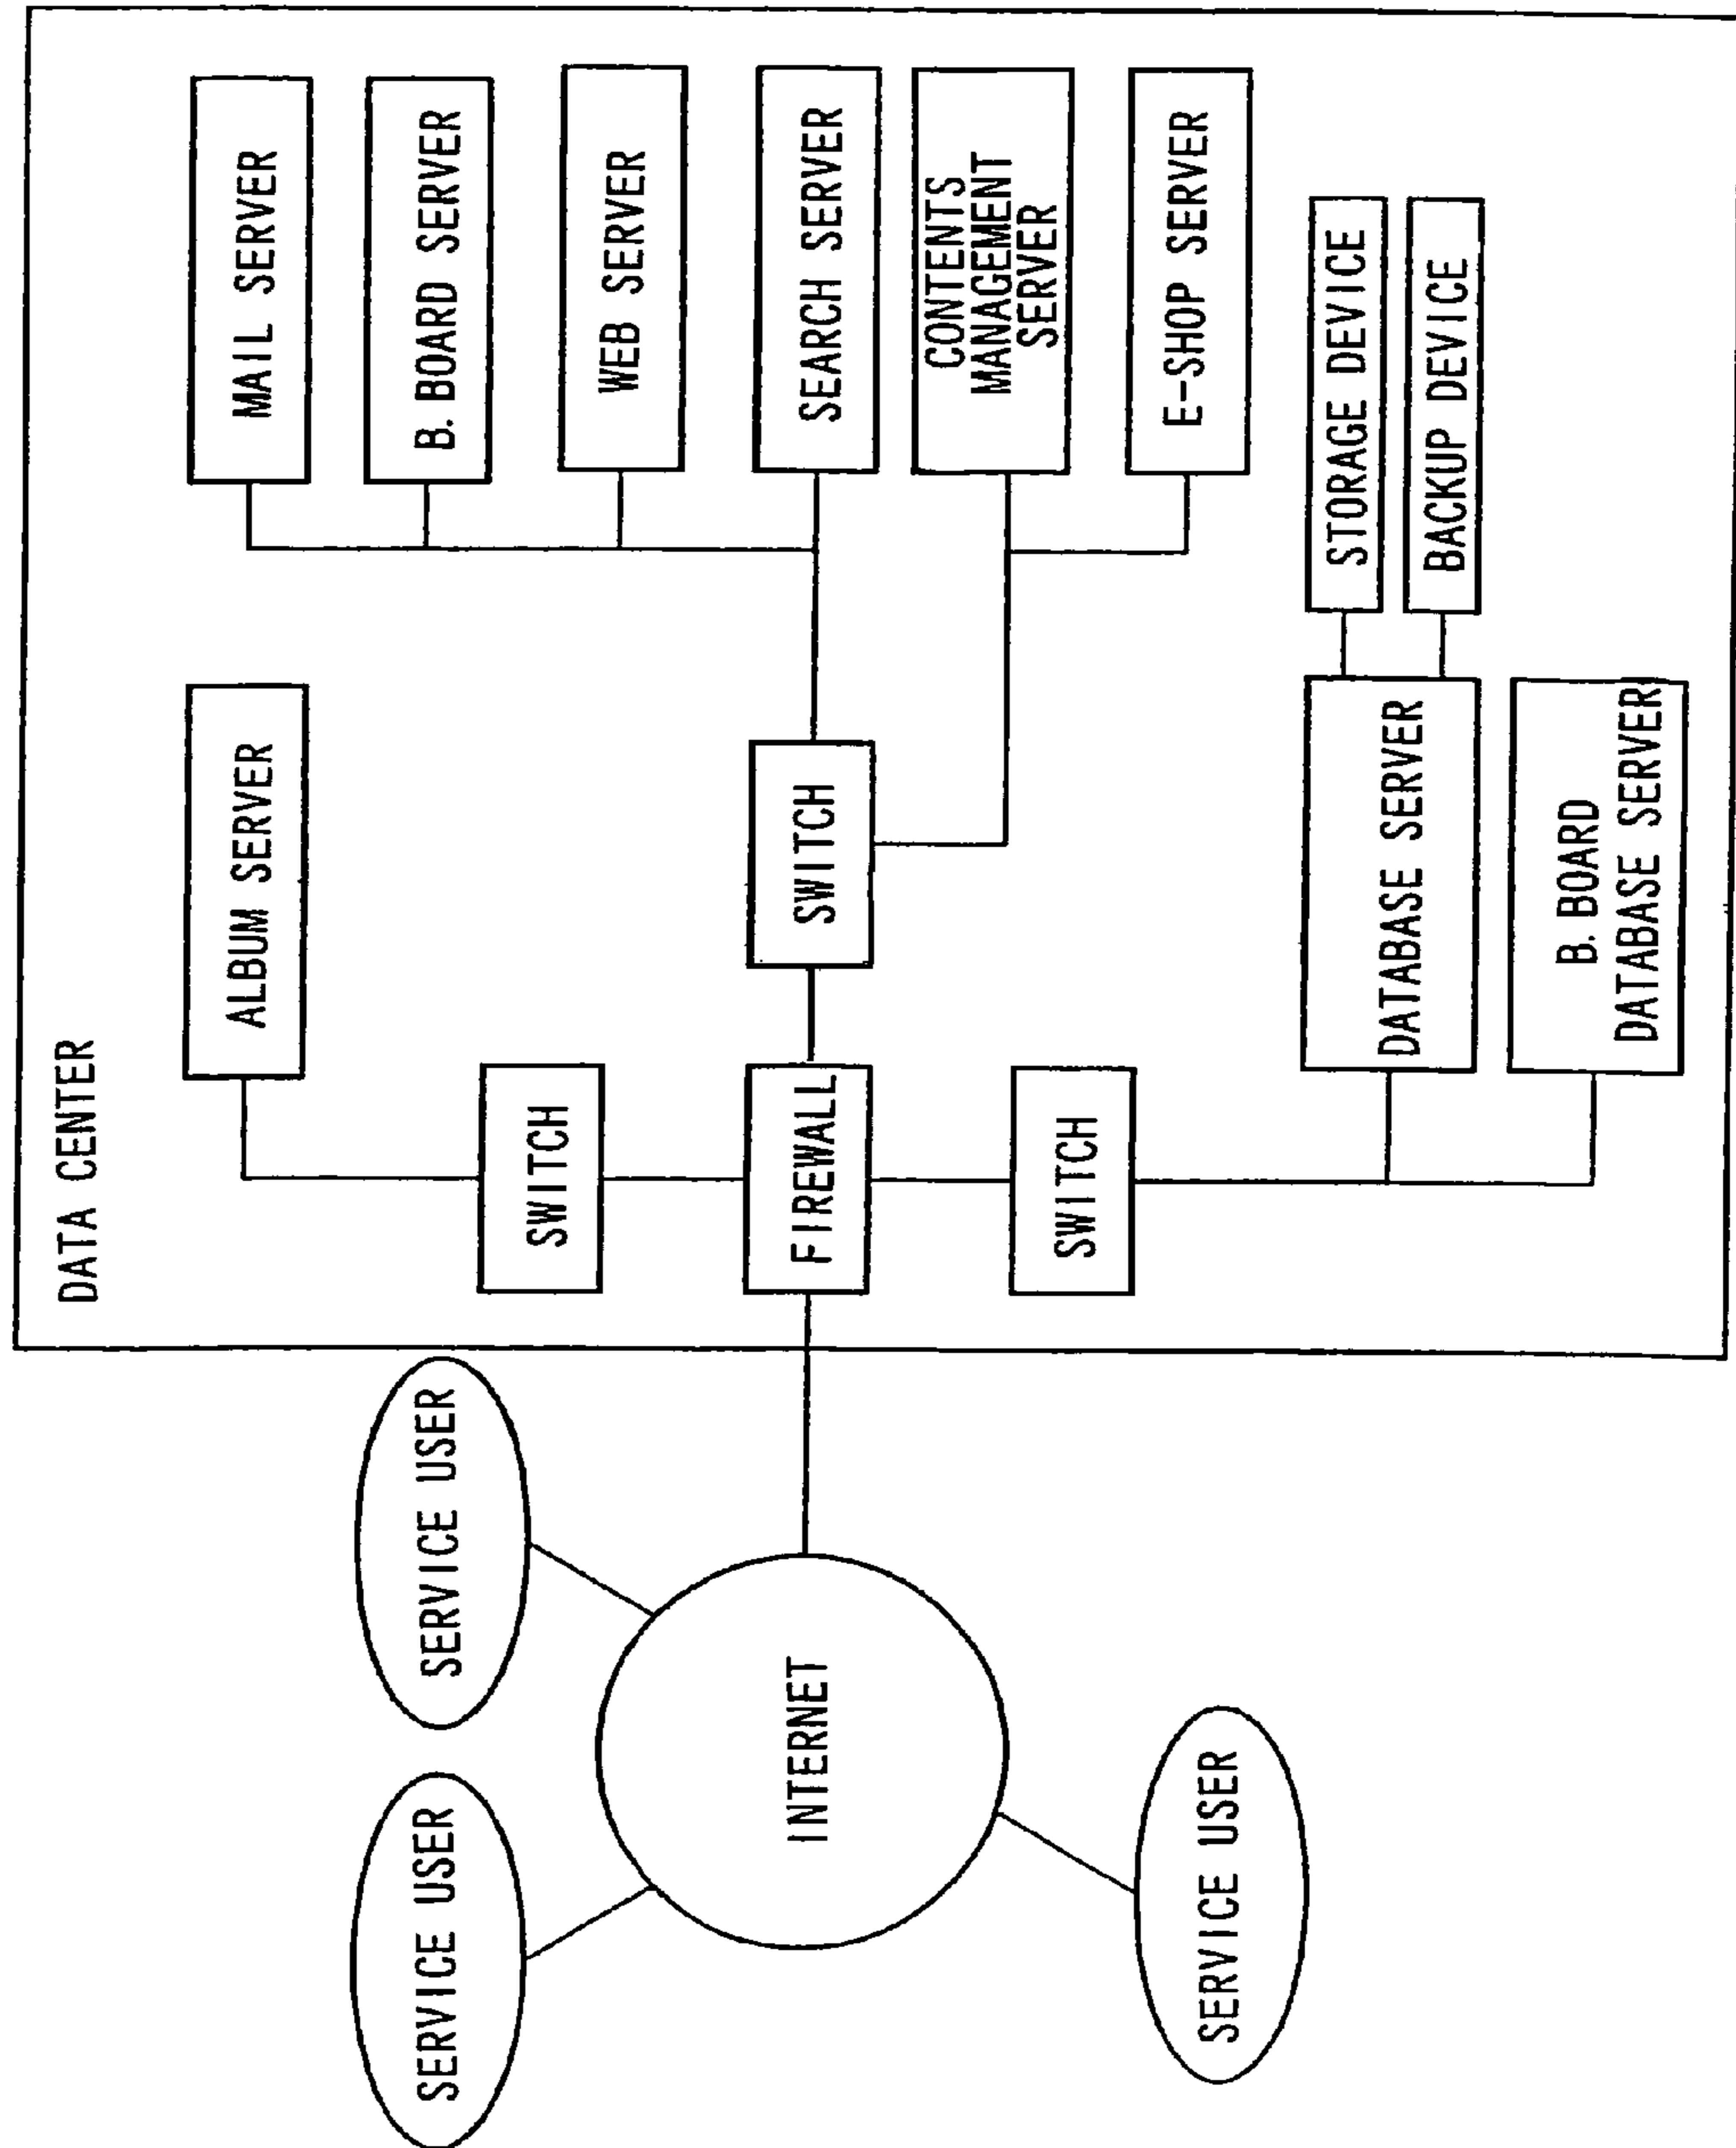 DATA CENTER
ALBUM SERVER
MAIL SERVER
B. BOARD SERVER
SWITCH
WEB SERVER
SERVICE USER
SERVICE USER
INTERNET
FIREWALL
SWITCH
SEARCH SERVER
CONTENTS
MANAGEMENT
SERVER
SWITCH
E-SHOP SERVER
SERVICE USER
DATABASE SERVER
STORAGE DEVICE
BACKUP DEVICE
B. BOARD
DATABASE SERVER